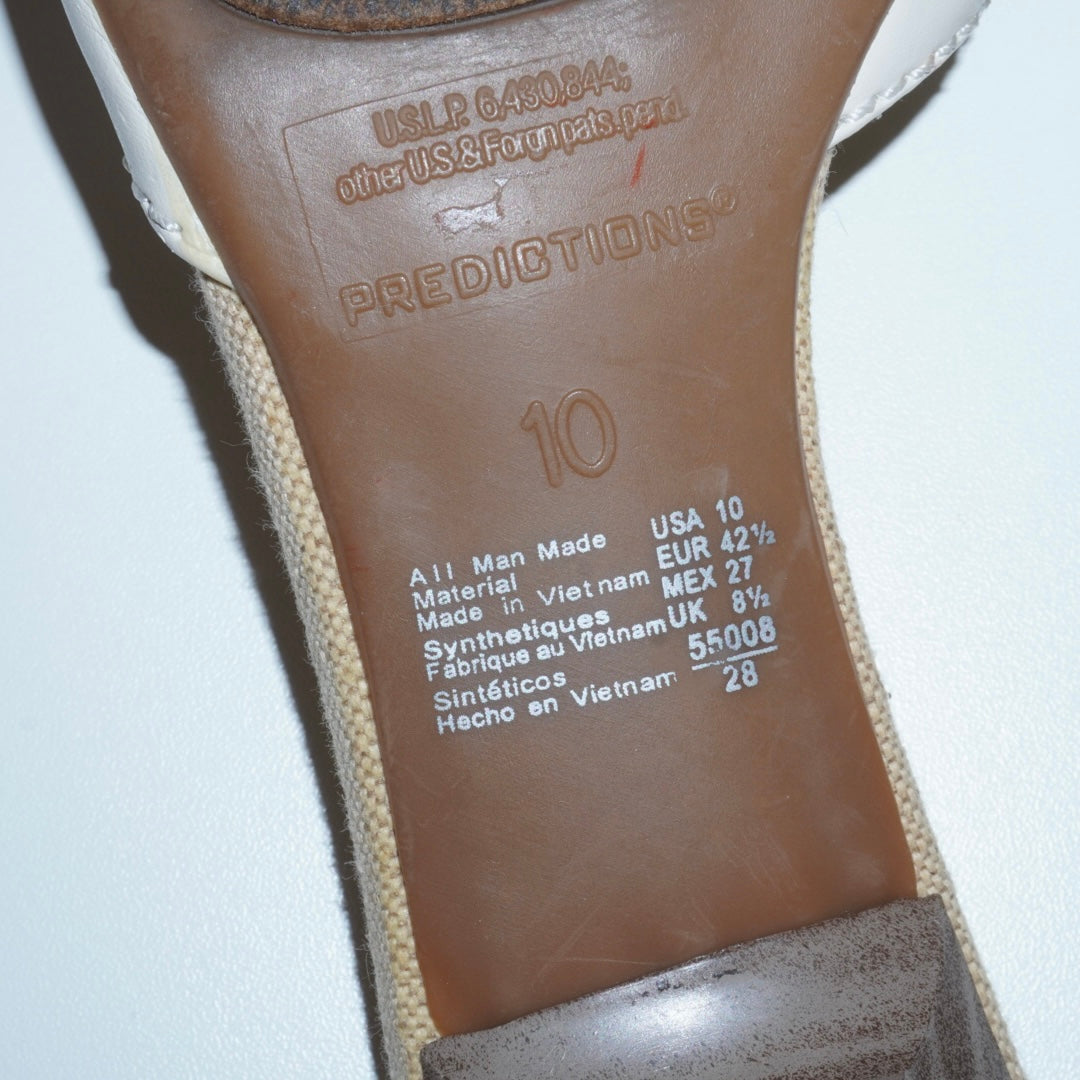 U.S.I.P. 6,430,844;
other U.S. & Foreign pats. pend.
PREDICTIONS®
10
All Man Made
Material
Made in Vietnam
Synthetiques
Fabrique au Vietnam
Sintéticos
Hecho en Vietnam
USA 10
EUR 42½
MEX 27
UK 8½
55008
28